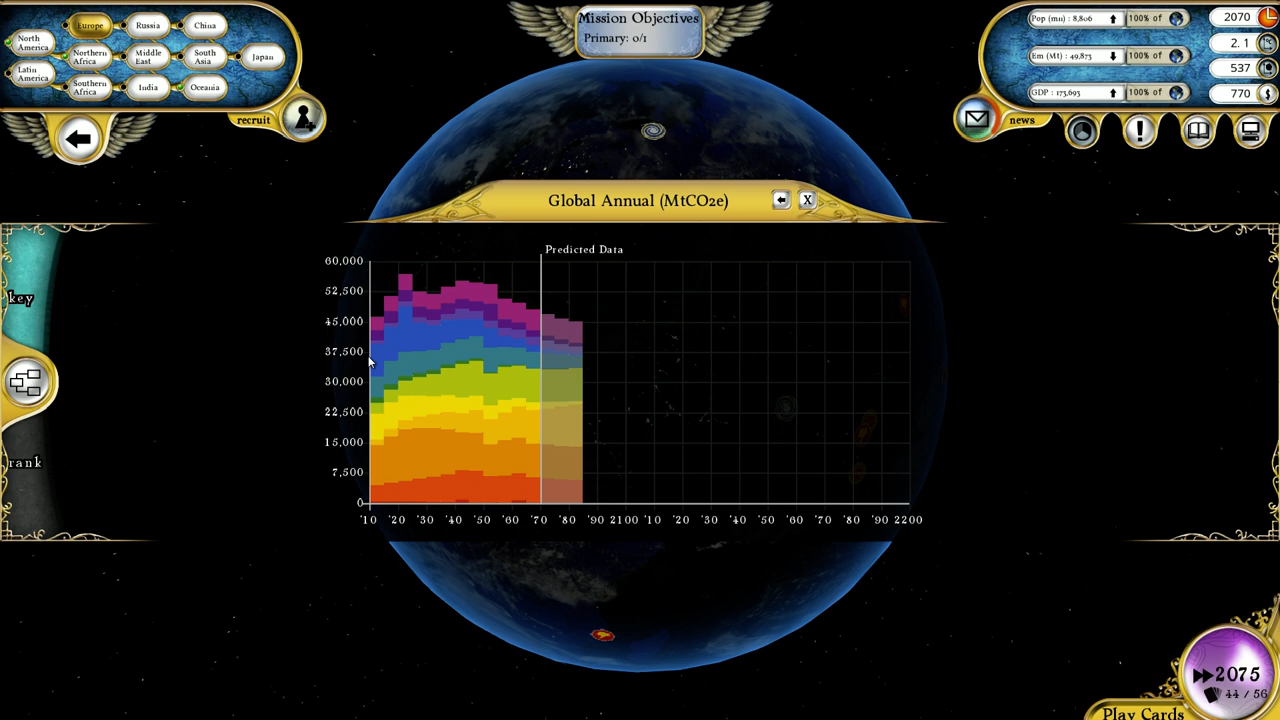 Mission Objectives
Primary: 0/1
North America
Europe
Russia
China
Northern Africa
Middle East
South Asia
Japan
Latin America
Southern Africa
India
Oceania
recruit
Pop (mn) : 8,806
100% of
2070
Em (Mt) : 49,873
100% of
2.1
537
GDP : 173,693
100% of
770
news
Global Annual (MtCO2e)
X
Predicted Data
60,000
52,500
45,000
37,500
30,000
22,500
15,000
7,500
0
'10 '20 '30 '40 '50 '60 '70 '80 '90 2100 '10 '20 '30 '40 '50 '60 '70 '80 '90 2200
key
rank
2075
44 / 56
Play Cards